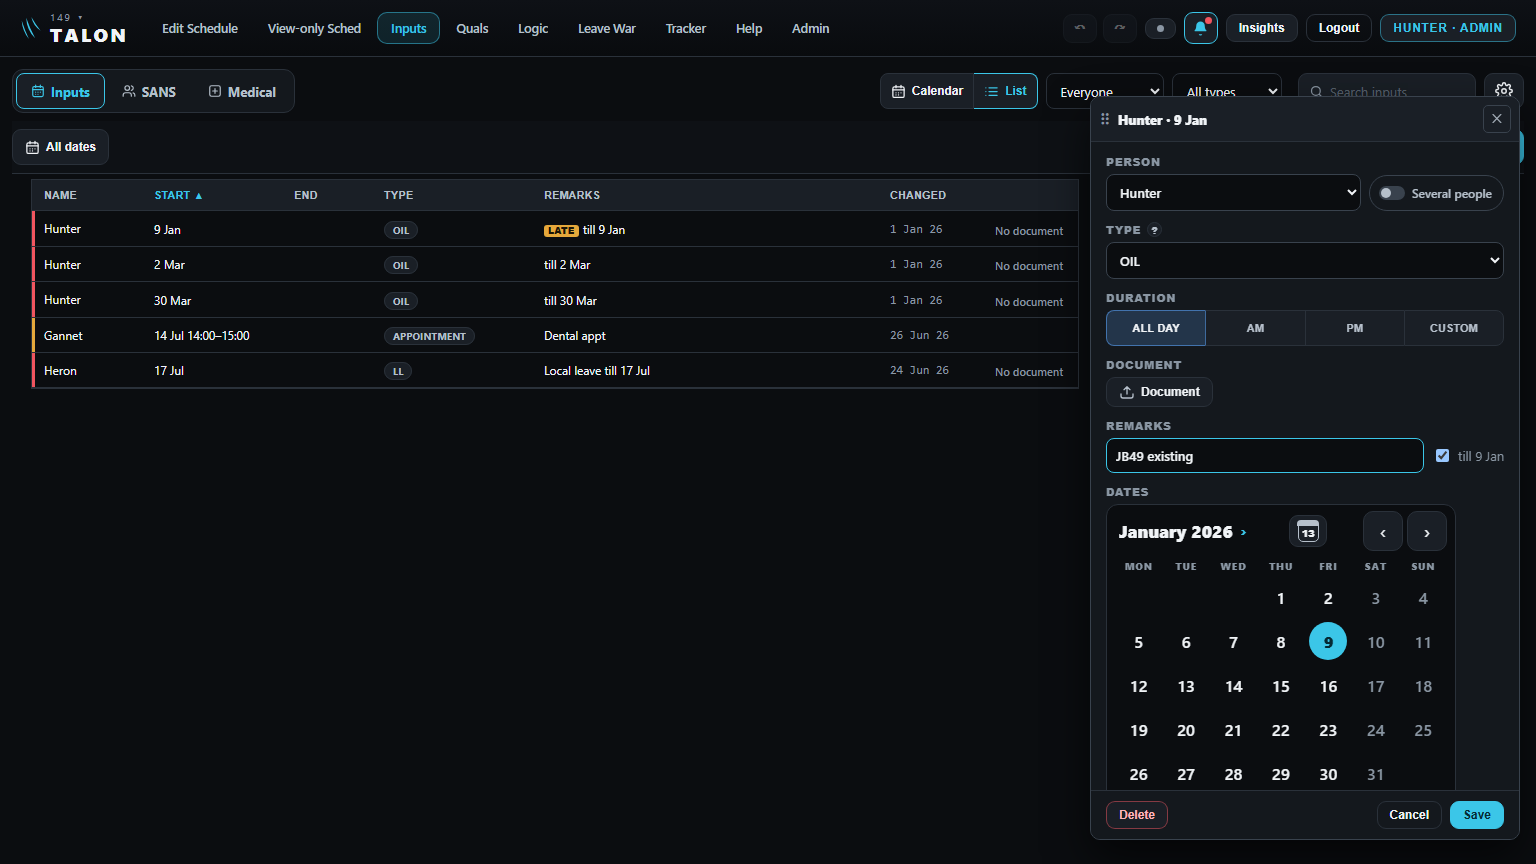 149
TALON
Edit Schedule
View-only Sched
Inputs
Quals
Logic
Leave War
Tracker
Help
Admin
Insights
Logout
HUNTER · ADMIN
Inputs
SANS
Medical
Calendar
List
Everyone
All types
Search inputs
All dates
NAME START ▲ END TYPE REMARKS CHANGED
Hunter 9 Jan OIL LATE till 9 Jan 1 Jan 26 No document
Hunter 2 Mar OIL till 2 Mar 1 Jan 26 No document
Hunter 30 Mar OIL till 30 Mar 1 Jan 26 No document
Gannet 14 Jul 14:00–15:00 APPOINTMENT Dental appt 26 Jun 26
Heron 17 Jul LL Local leave till 17 Jul 24 Jun 26 No document
Hunter · 9 Jan
PERSON
Hunter
Several people
TYPE ?
OIL
DURATION
ALL DAY AM PM CUSTOM
DOCUMENT
Document
REMARKS
JB49 existing
till 9 Jan
DATES
January 2026 ›
13
‹ ›
MON TUE WED THU FRI SAT SUN
1 2 3 4
5 6 7 8 9 10 11
12 13 14 15 16 17 18
19 20 21 22 23 24 25
26 27 28 29 30 31
Delete
Cancel
Save